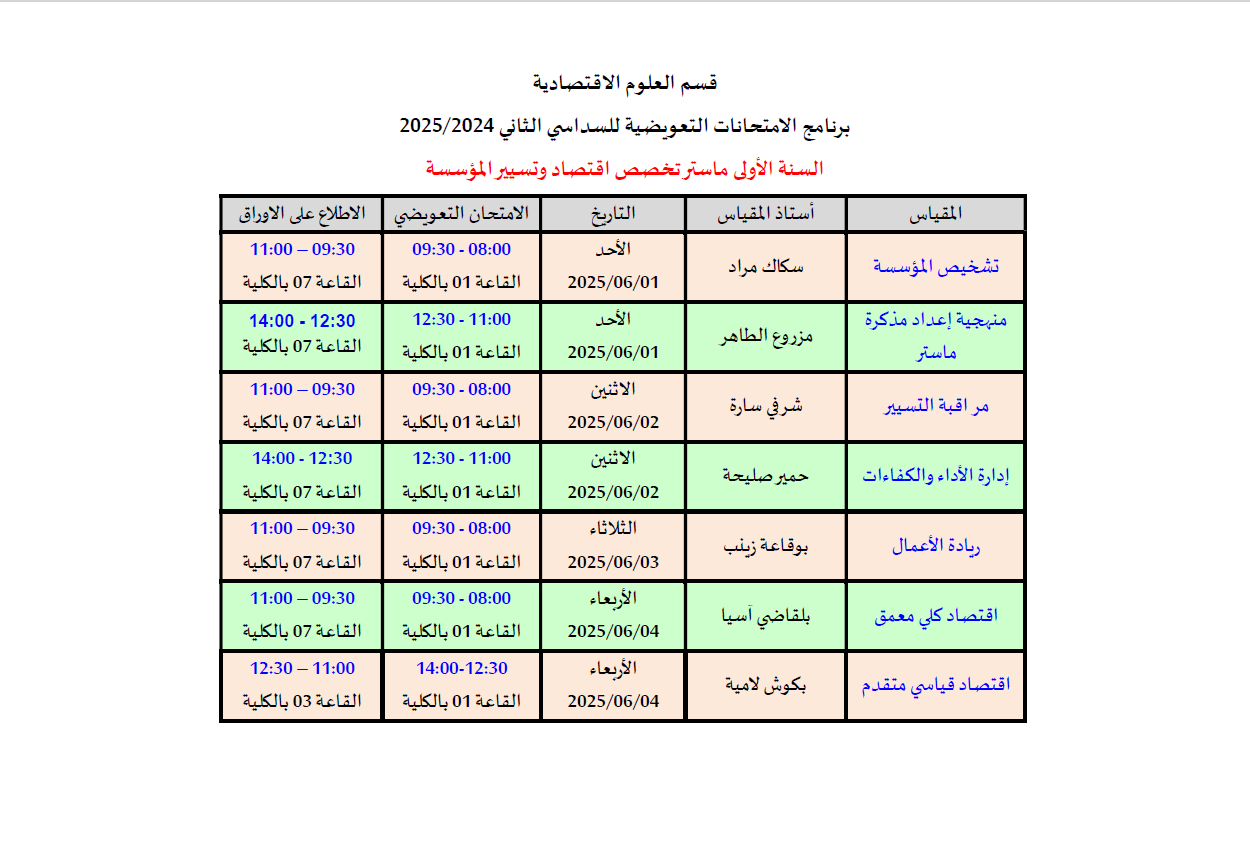 قسم العلوم الاقتصادية
برنامج الامتحانات التعويضية للسداسي الثاني 2025/2024
السنة الأولى ماستر تخصص اقتصاد وتسيير المؤسسة
المقياس أستاذ المقياس التاريخ الامتحان التعويضي الاطلاع على الاوراق
تشخيص المؤسسة
سكاك مراد
الأحد
2025/06/01
09:30 - 08:00
القاعة 01 بالكلية
11:00 – 09:30
القاعة 07 بالكلية
منهجية إعداد مذكرة
ماستر
مزروع الطاهر
الأحد
2025/06/01
12:30 - 11:00
القاعة 01 بالكلية
14:00 - 12:30
القاعة 07 بالكلية
مراقبة التسيير
شرفي سارة
الاثنين
2025/06/02
09:30 - 08:00
القاعة 01 بالكلية
11:00 – 09:30
القاعة 07 بالكلية
إدارة الأداء والكفاءات
حمير صليحة
الاثنين
2025/06/02
12:30 - 11:00
القاعة 01 بالكلية
14:00 - 12:30
القاعة 07 بالكلية
ريادة الأعمال
بوقاعة زينب
الثلاثاء
2025/06/03
09:30 - 08:00
القاعة 01 بالكلية
11:00 – 09:30
القاعة 07 بالكلية
اقتصاد كلي معمق
بلقاضي آسيا
الأربعاء
2025/06/04
09:30 - 08:00
القاعة 01 بالكلية
11:00 – 09:30
القاعة 07 بالكلية
اقتصاد قياسي متقدم
بكوش لامية
الأربعاء
2025/06/04
14:00-12:30
القاعة 01 بالكلية
12:30 – 11:00
القاعة 03 بالكلية